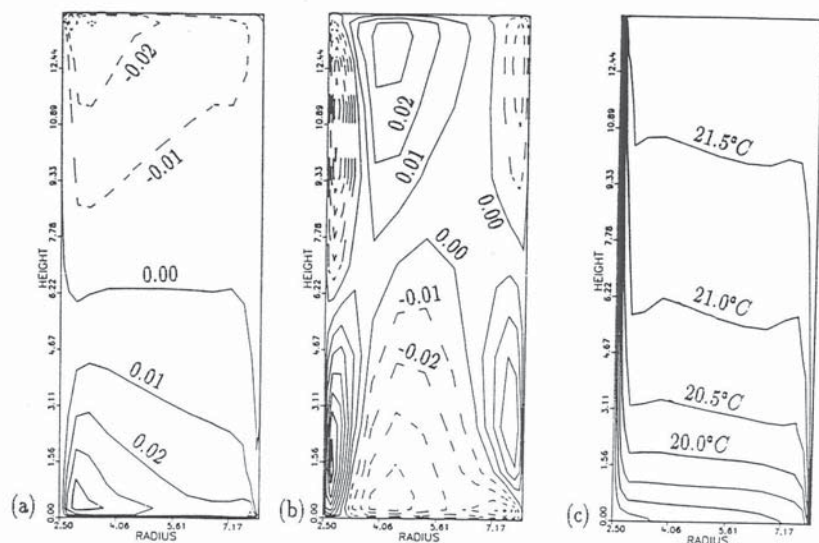 12.44
10.89
9.33
7.78
HEIGHT
6.22
4.67
3.11
1.56
0.00
-0.02
-0.01
0.00
0.01
0.02
(a)
2.50 4.06 5.61 7.17
RADIUS
12.44
10.89
9.33
7.78
HEIGHT
6.22
4.67
3.11
1.56
0.00
0.02
0.01
0.00
0.00
-0.01
-0.02
(b)
2.50 4.06 5.61 7.17
RADIUS
12.44
10.89
9.33
7.78
HEIGHT
6.22
4.67
3.11
1.56
0.00
21.5°C
21.0°C
20.5°C
20.0°C
(c)
2.50 4.06 5.61 7.17
RADIUS